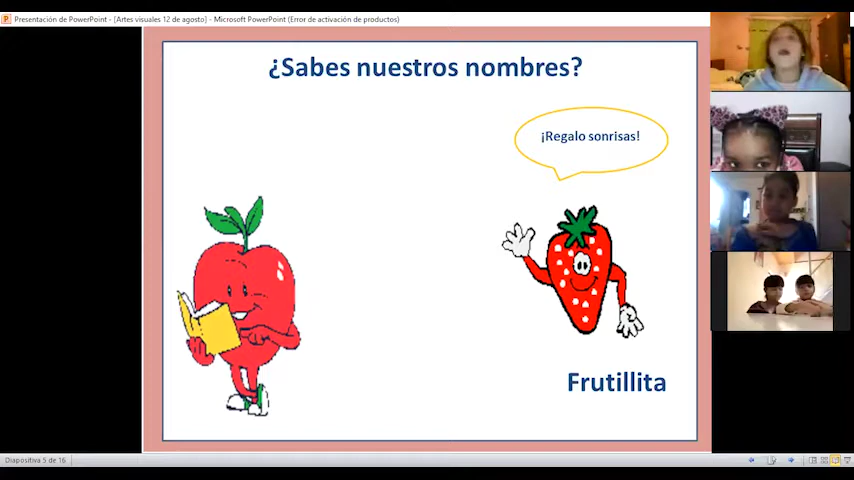 Presentación de PowerPoint - [Artes visuales 12 de agosto] - Microsoft PowerPoint (Error de activación de productos)
¿Sabes nuestros nombres?
¡Regalo sonrisas!
Frutillita
Diapositiva 5 de 16